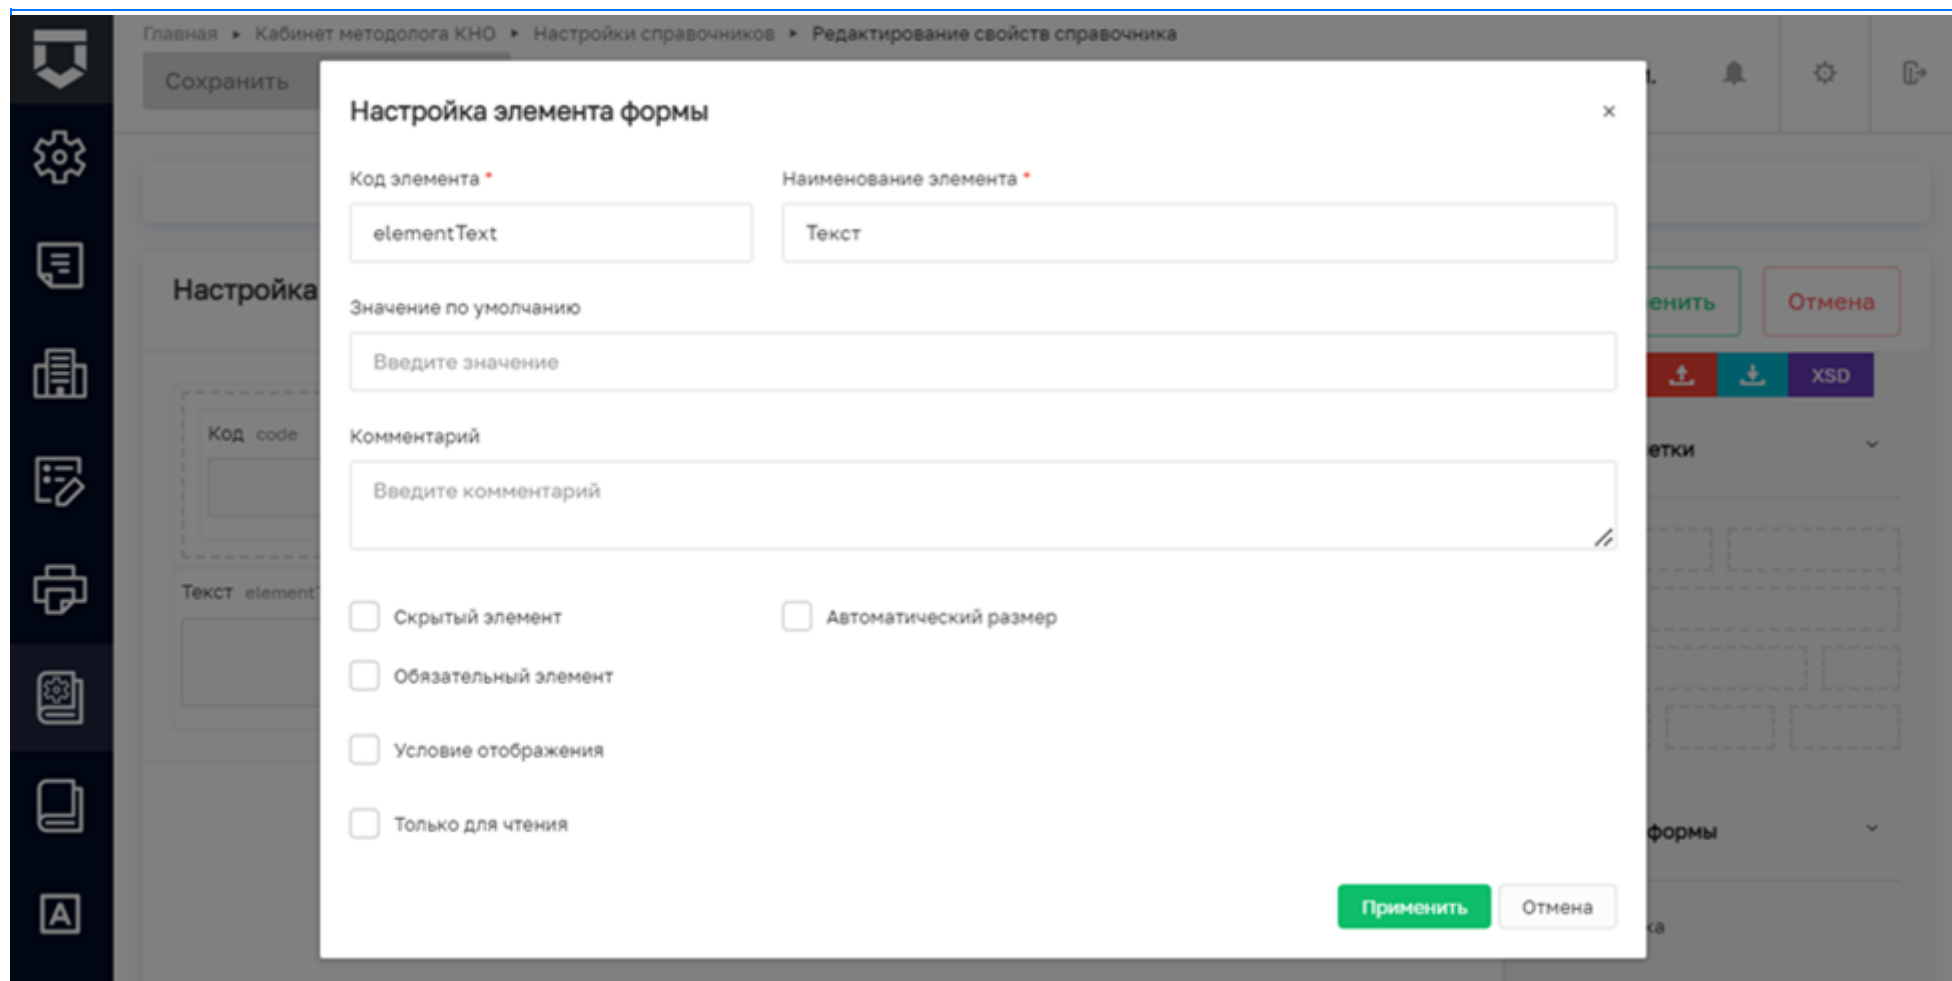 Главная ▸ Кабинет методолога КНО ▸ Настройки справочников ▸ Редактирование свойств справочника
Сохранить
Настройка элемента формы ×
Код элемента * Наименование элемента *
elementText Текст
Настройка
енить Отмена
Значение по умолчанию
Введите значение
XSD
Код code
Комментарий
етки
Введите комментарий
Текст element
Скрытый элемент Автоматический размер
Обязательный элемент
Условие отображения
Только для чтения
формы
Применить Отмена
ка
A